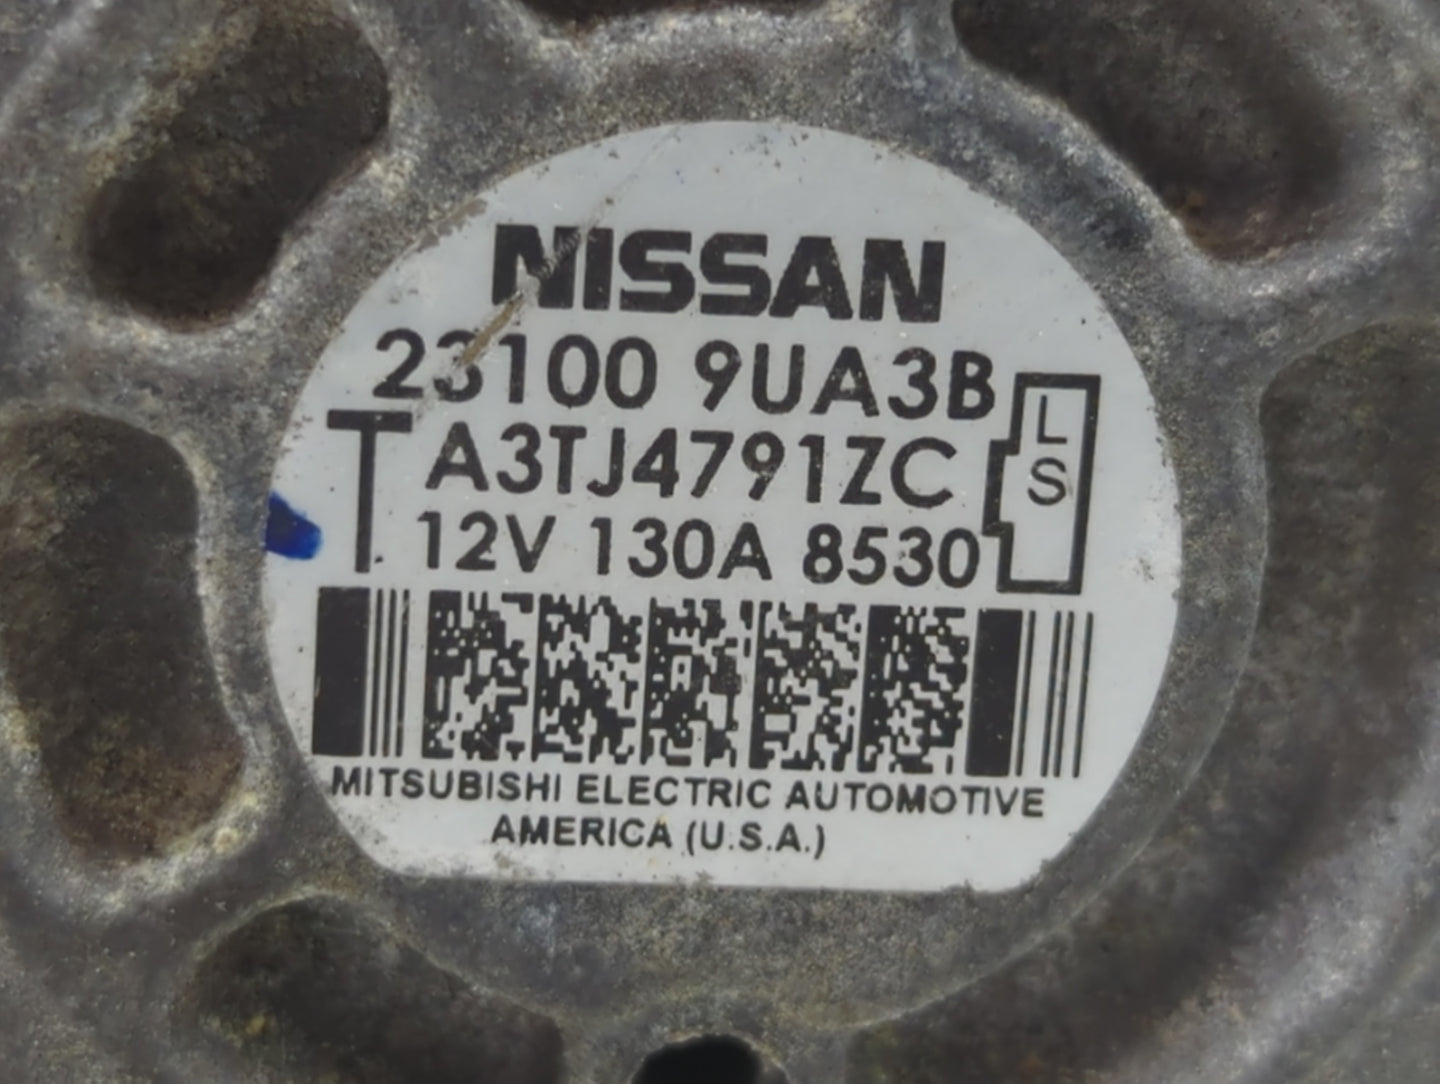 NISSAN
23100 9UA3B
T A3TJ4791ZC
12V 130A 8530
L
S
MITSUBISHI ELECTRIC AUTOMOTIVE
AMERICA (U.S.A.)